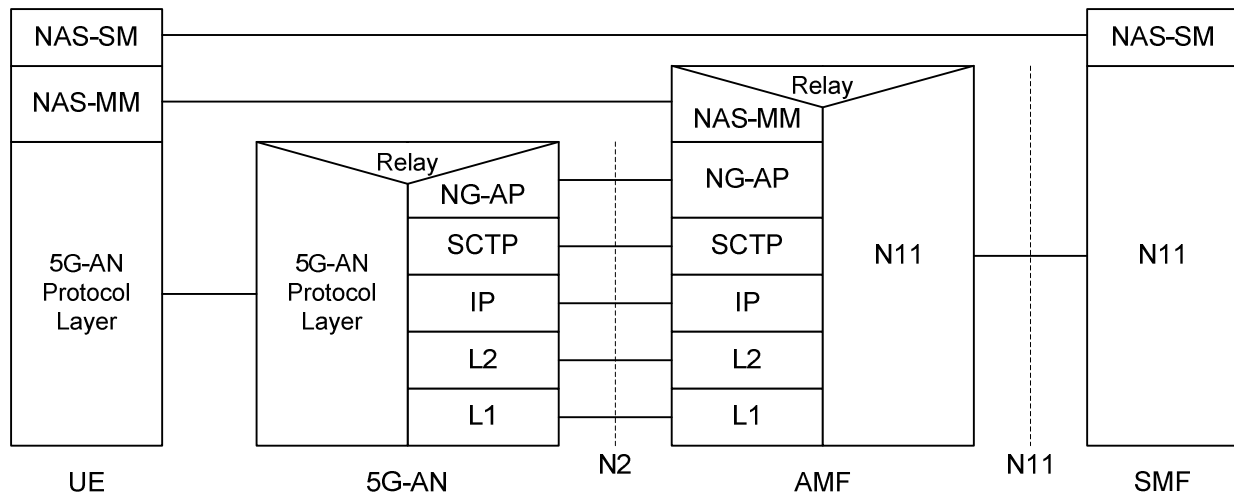 NAS-SM
NAS-SM
NAS-MM
Relay
NAS-MM
Relay
NG-AP
NG-AP
SCTP
SCTP
N11
N11
5G-AN
Protocol
Layer
5G-AN
Protocol
Layer
IP
IP
L2
L2
L1
L1
UE
5G-AN
N2
AMF
N11
SMF